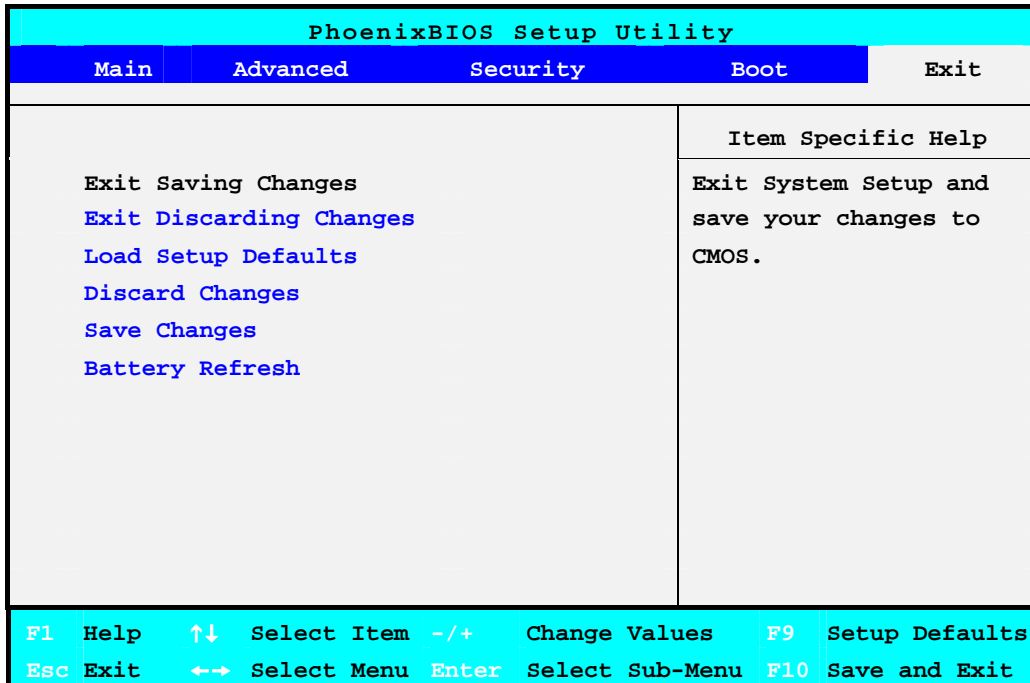 PhoenixBIOS Setup Utility
Main Advanced Security Boot Exit
Item Specific Help
Exit Saving Changes
Exit Discarding Changes
Load Setup Defaults
Discard Changes
Save Changes
Battery Refresh
Exit System Setup and
save your changes to
CMOS.
F1 Help ↑↓ Select Item -/+ Change Values F9 Setup Defaults
Esc Exit ←→ Select Menu Enter Select Sub-Menu F10 Save and Exit